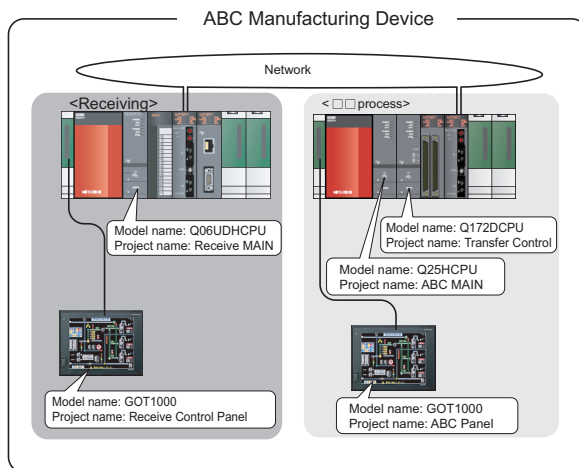 ABC Manufacturing Device
Network
<Receiving>
<□□process>
Model name: Q06UDHCPU
Project name: Receive MAIN
Model name: Q172DCPU
Project name: Transfer Control
Model name: Q25HCPU
Project name: ABC MAIN
Model name: GOT1000
Project name: Receive Control Panel
Model name: GOT1000
Project name: ABC Panel